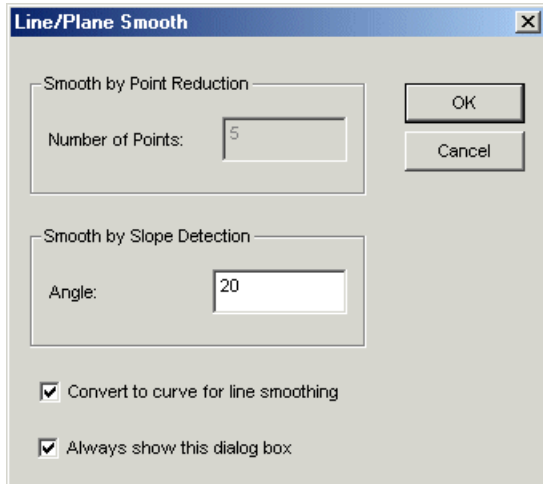 Line/Plane Smooth
Smooth by Point Reduction
Number of Points: 5
OK
Cancel
Smooth by Slope Detection
Angle: 20
Convert to curve for line smoothing
Always show this dialog box